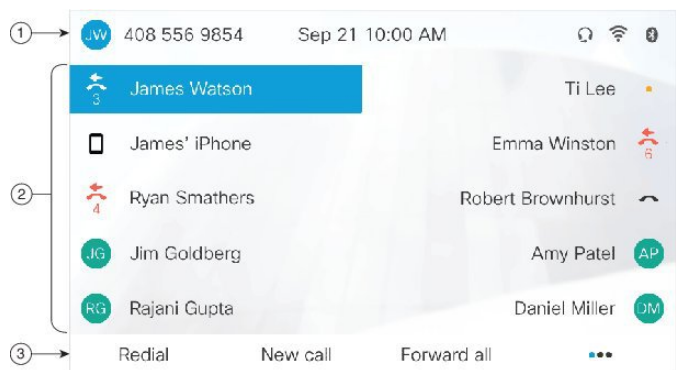 1 JW 408 556 9854 Sep 21 10:00 AM
3 James Watson Ti Lee
2 James' iPhone Emma Winston 6
4 Ryan Smathers Robert Brownhurst
JG Jim Goldberg Amy Patel AP
RG Rajani Gupta Daniel Miller DM
3 Redial New call Forward all